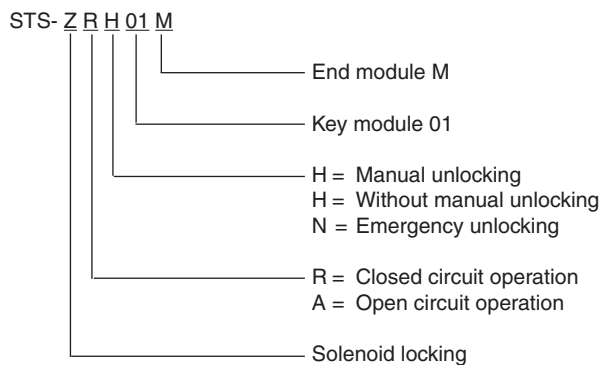 STS- Z R H 01 M
End module M
Key module 01
H = Manual unlocking
H = Without manual unlocking
N = Emergency unlocking
R = Closed circuit operation
A = Open circuit operation
Solenoid locking